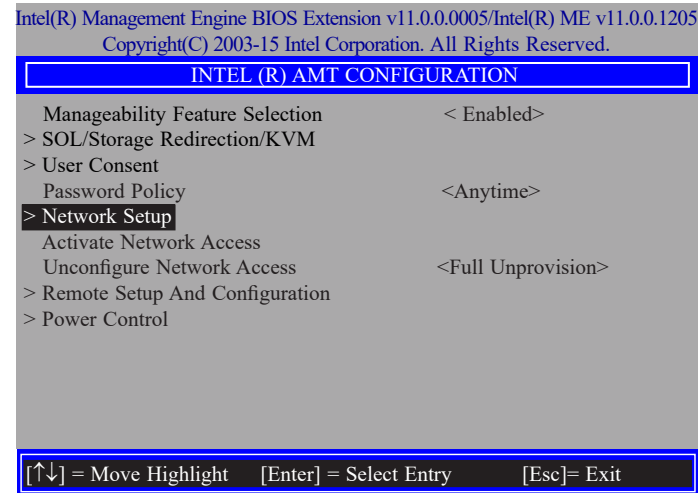 Intel(R) Management Engine BIOS Extension v11.0.0.0005/Intel(R) ME v11.0.0.1205
Copyright(C) 2003-15 Intel Corporation. All Rights Reserved.
INTEL (R) AMT CONFIGURATION
Manageability Feature Selection < Enabled>
> SOL/Storage Redirection/KVM
> User Consent
Password Policy <Anytime>
> Network Setup
Activate Network Access
Unconfigure Network Access <Full Unprovision>
> Remote Setup And Configuration
> Power Control
[↑↓] = Move Highlight [Enter] = Select Entry [Esc]= Exit